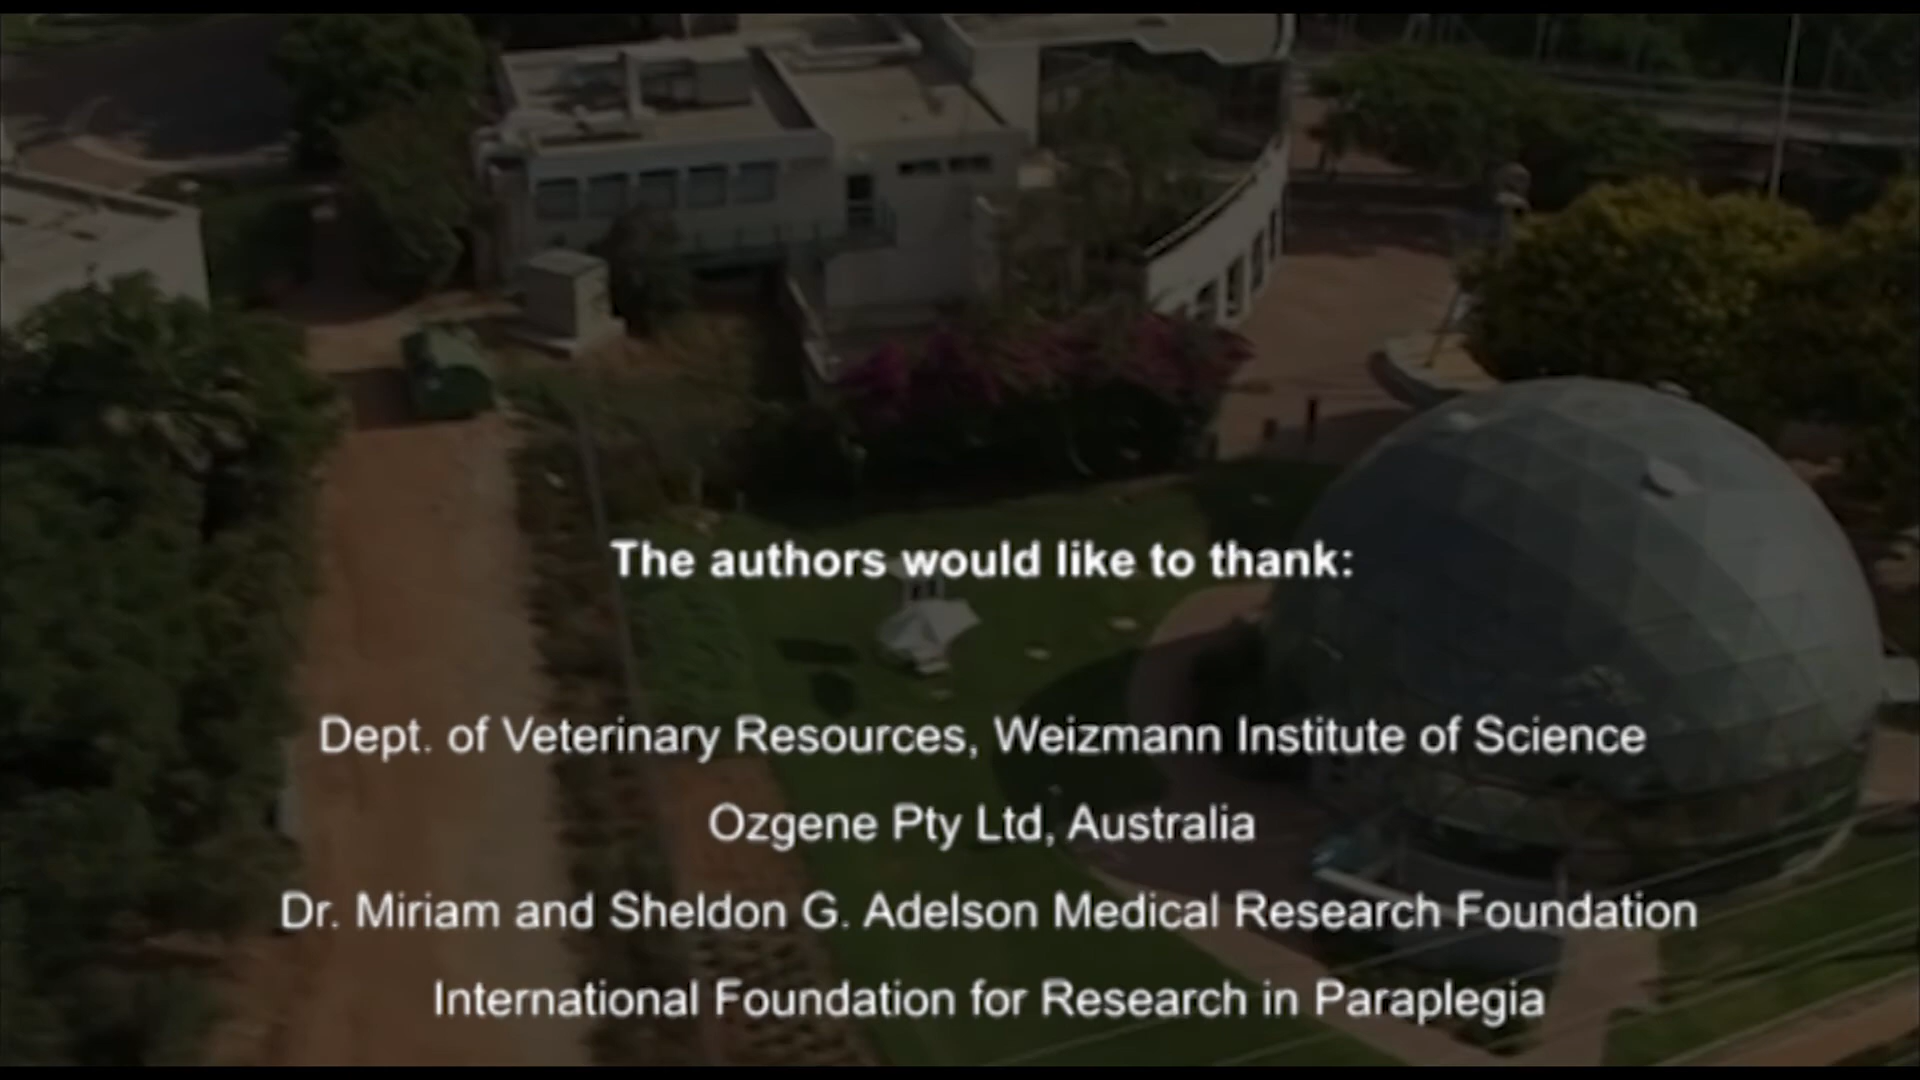 The authors would like to thank:
Dept. of Veterinary Resources, Weizmann Institute of Science
Ozgene Pty Ltd, Australia
Dr. Miriam and Sheldon G. Adelson Medical Research Foundation
International Foundation for Research in Paraplegia